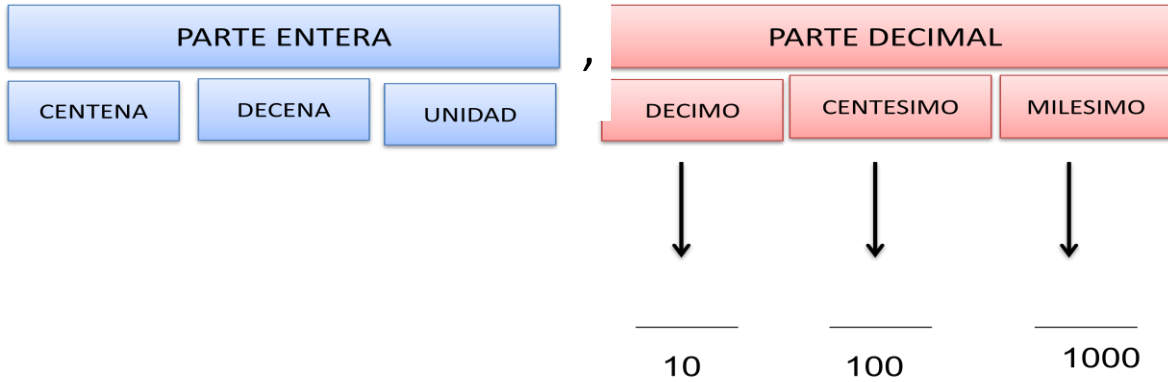 PARTE ENTERA , PARTE DECIMAL
CENTENA DECENA UNIDAD DECIMO CENTESIMO MILESIMO
10 100 1000